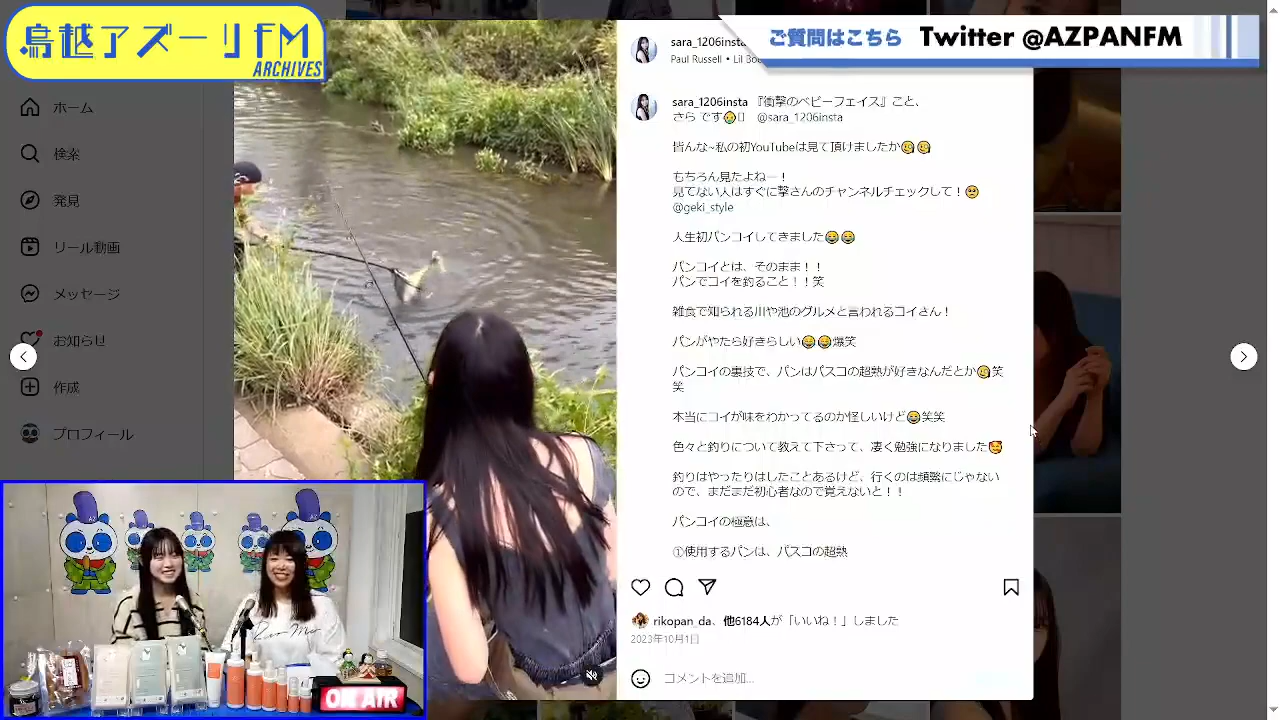 鳥越アズーリFM
ARCHIVES
ご質問はこちら Twitter @AZPANFM
sara_1206insta
Paul Russell • Lil Bo
ホーム
検索
発見
リール動画
メッセージ
お知らせ
作成
プロフィール
sara_1206insta 『衝撃のベビーフェイス』こと、
さら です🫡 @sara_1206insta
皆んな~私の初YouTubeは見て頂けましたか
もちろん見たよねー！
見てない人はすぐに撃さんのチャンネルチェックして！🥺
@geki_style
人生初パンコイしてきました😂😂
パンコイとは、そのまま！！
パンでコイを釣ること！！笑
雑食で知られる川や池のグルメと言われるコイさん！
パンがやたら好きらしい😂😂爆笑
パンコイの裏技で、パンはパスコの超熟が好きなんだとか笑
笑
本当にコイが味をわかってるのか怪しいけど😂笑笑
色々と釣りについて教えて下さって、凄く勉強になりました🥰
釣りはやったりはしたことあるけど、行くのは頻繁にじゃない
ので、まだまだ初心者なので覚えないと！！
パンコイの極意は、
①使用するパンは、パスコの超熟
rikopan_da、他6184人が「いいね！」しました
2023年10月1日
コメントを追加...
AZ
ON AIR